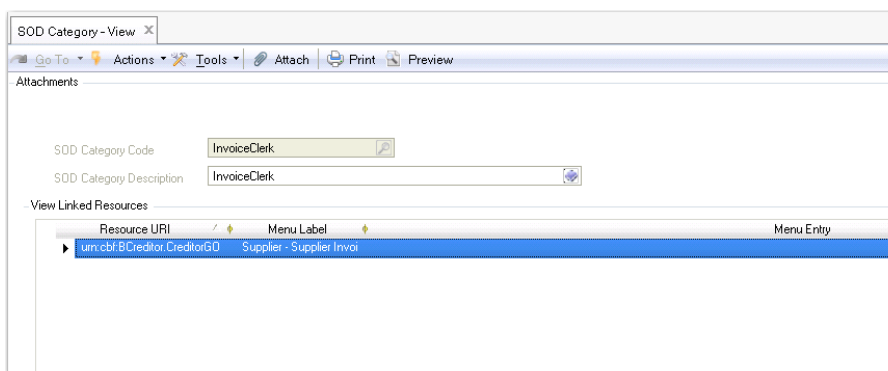 SOD Category - View
Go To Actions Tools Attach Print Preview
Attachments
SOD Category Code InvoiceClerk
SOD Category Description InvoiceClerk
View Linked Resources
Resource URI Menu Label Menu Entry
urn:cbf:BCreditor.CreditorGO Supplier - Supplier Invoi